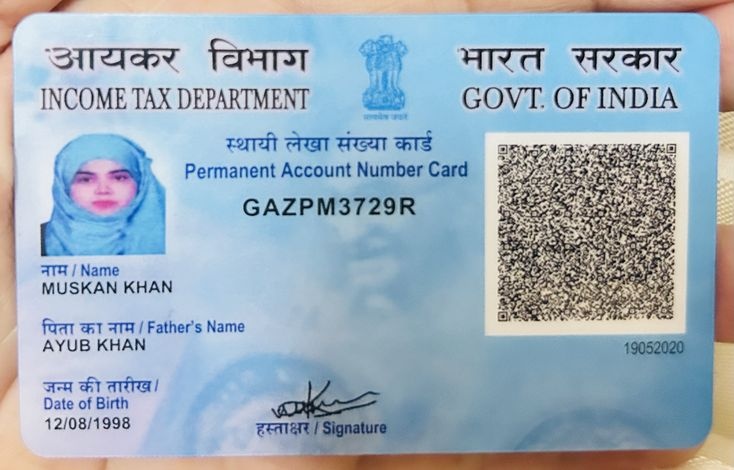 आयकर विभाग
INCOME TAX DEPARTMENT
सत्यमेव जयते
भारत सरकार
GOVT. OF INDIA
स्थायी लेखा संख्या कार्ड
Permanent Account Number Card
GAZPM3729R
नाम / Name
MUSKAN KHAN
पिता का नाम / Father's Name
AYUB KHAN
जन्म की तारीख /
Date of Birth
12/08/1998
हस्ताक्षर / Signature
19052020